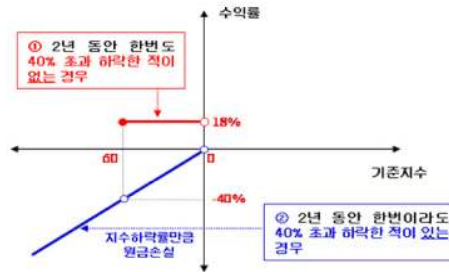 수익률
① 2년 동안 한번도
40% 초과 하락한 적이
없는 경우
18%
60
0
기준지수
-40%
지수하락률만큼
원금손실
② 2년 동안 한번이라도
40% 초과 하락한 적이 있는
경우